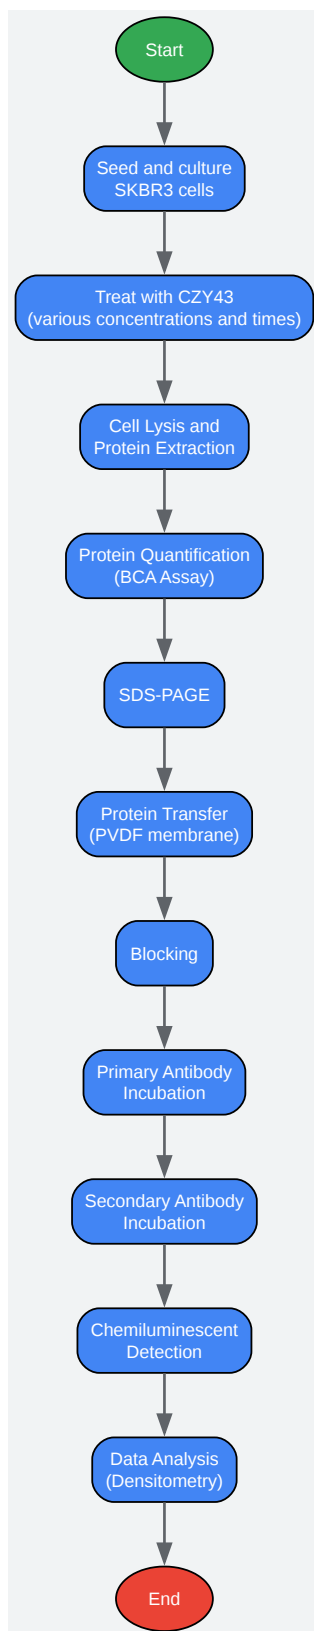 Start
Seed and culture
SKBR3 cells
Treat with CZY43
(various concentrations and times)
Cell Lysis and
Protein Extraction
Protein Quantification
(BCA Assay)
SDS-PAGE
Protein Transfer
(PVDF membrane)
Blocking
Primary Antibody
Incubation
Secondary Antibody
Incubation
Chemiluminescent
Detection
Data Analysis
(Densitometry)
End